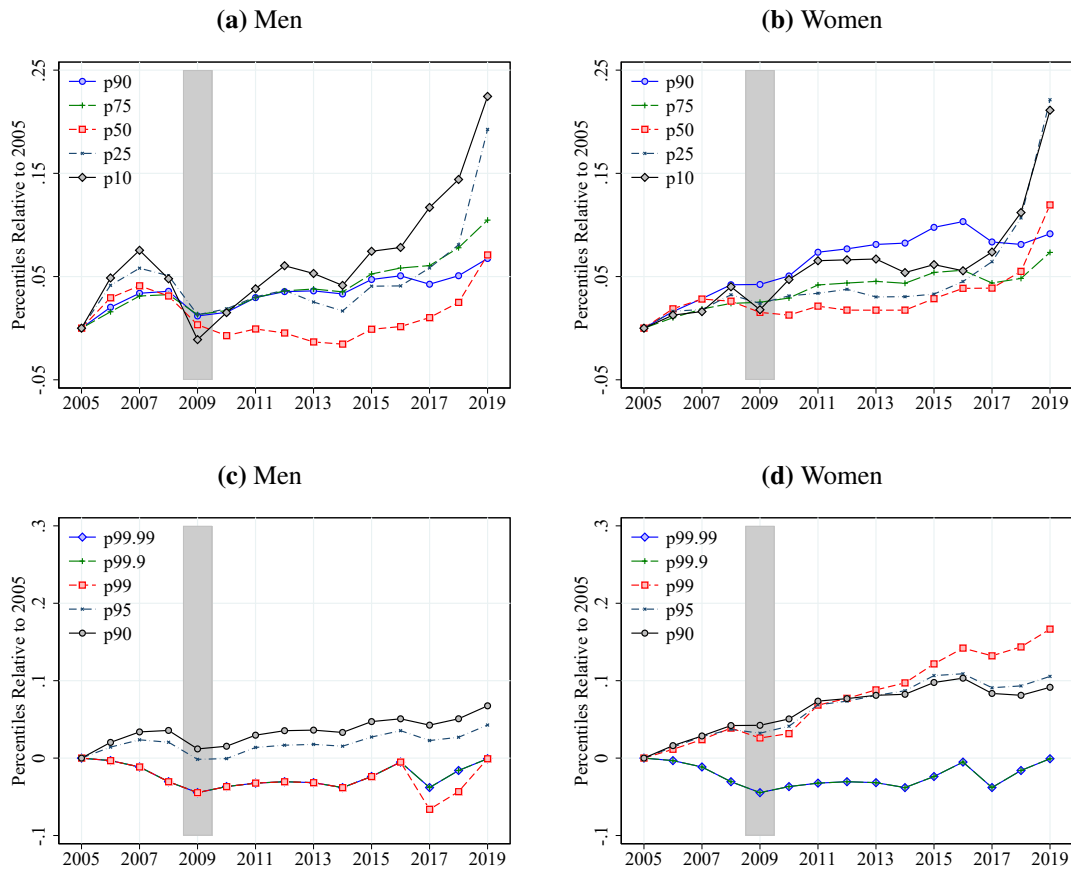 (a) Men
(b) Women
Percentiles Relative to 2005
.25
.15
.05
-.05
p90
p75
p50
p25
p10
2005 2007 2009 2011 2013 2015 2017 2019
Percentiles Relative to 2005
.25
.15
.05
-.05
p90
p75
p50
p25
p10
2005 2007 2009 2011 2013 2015 2017 2019
(c) Men
(d) Women
Percentiles Relative to 2005
.3
.2
.1
0
-.1
p99.99
p99.9
p99
p95
p90
2005 2007 2009 2011 2013 2015 2017 2019
Percentiles Relative to 2005
.3
.2
.1
0
-.1
p99.99
p99.9
p99
p95
p90
2005 2007 2009 2011 2013 2015 2017 2019